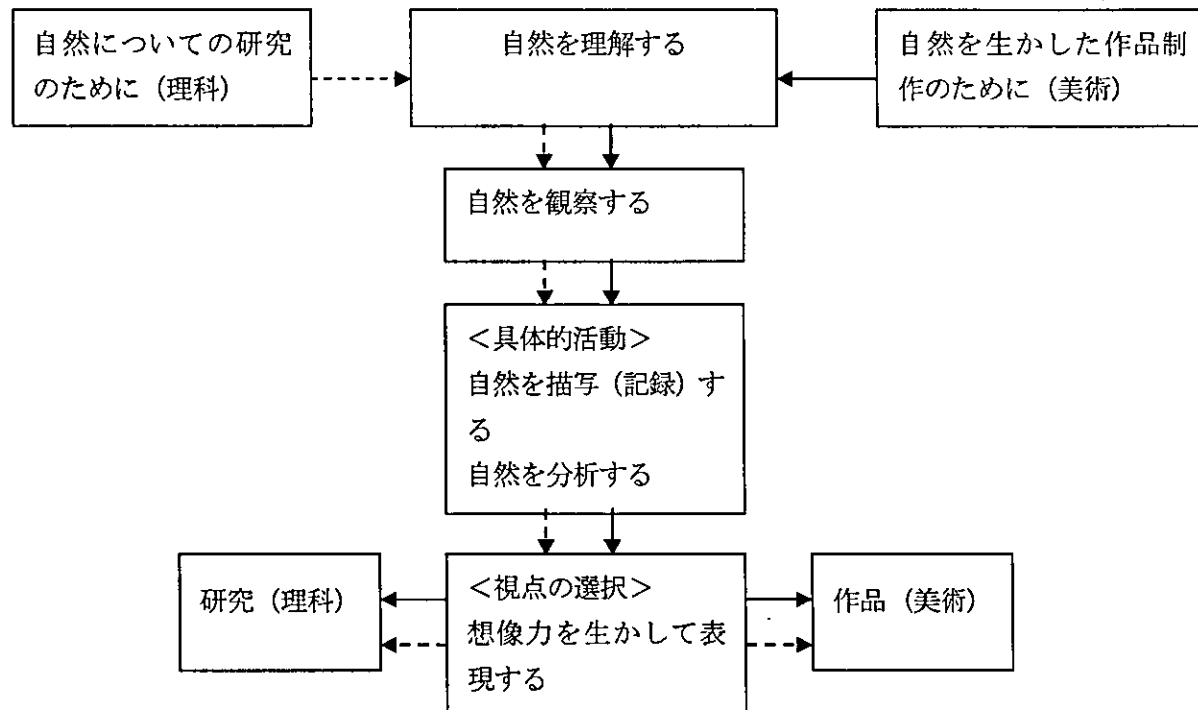 自然についての研究
のために（理科）
自然を理解する
自然を生かした作品制
作のために（美術）
自然を観察する
＜具体的活動＞
自然を描写（記録）す
る
自然を分析する
研究（理科）
＜視点の選択＞
想像力を生かして表
現する
作品（美術）